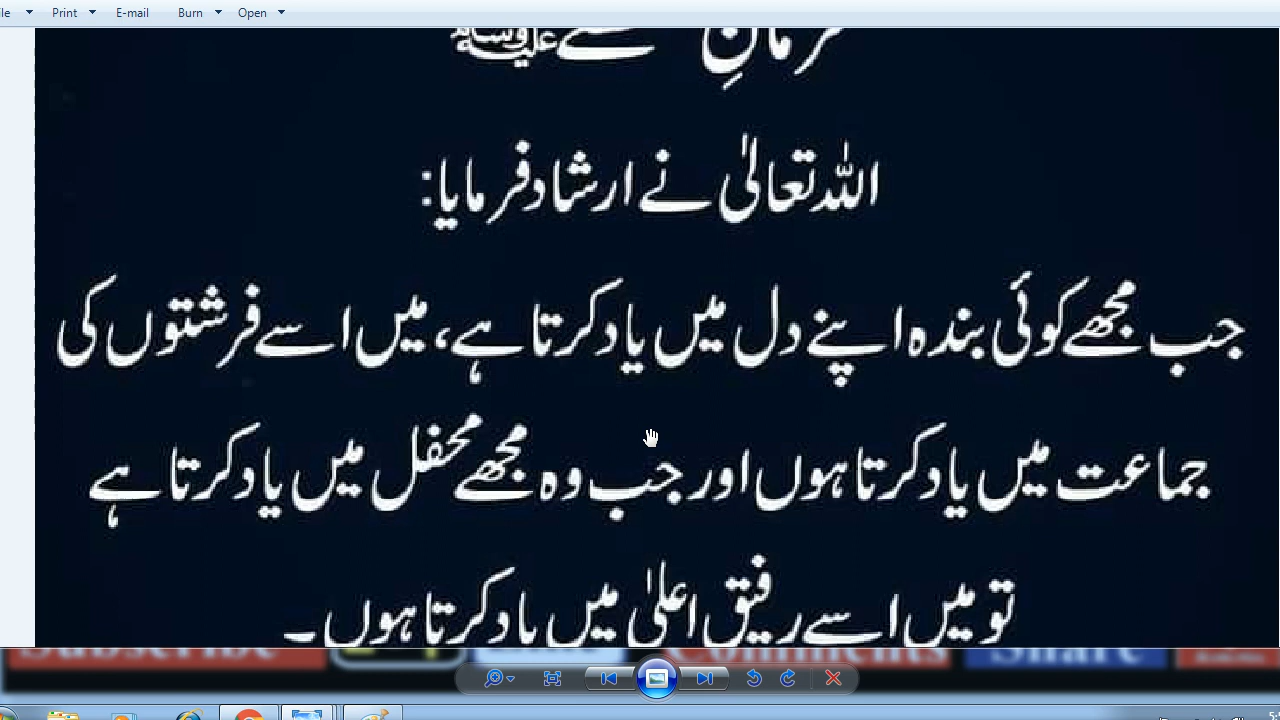 Print E-mail Burn Open
اللہ تعالیٰ نے ارشاد فرمایا:
جب مجھے کوئی بندہ اپنے دل میں یاد کرتا ہے، میں اسے فرشتوں کی
جماعت میں یاد کرتا ہوں اور جب وہ مجھے محفل میں یاد کرتا ہے
تو میں اسے رفیق اعلیٰ میں یاد کرتا ہوں۔